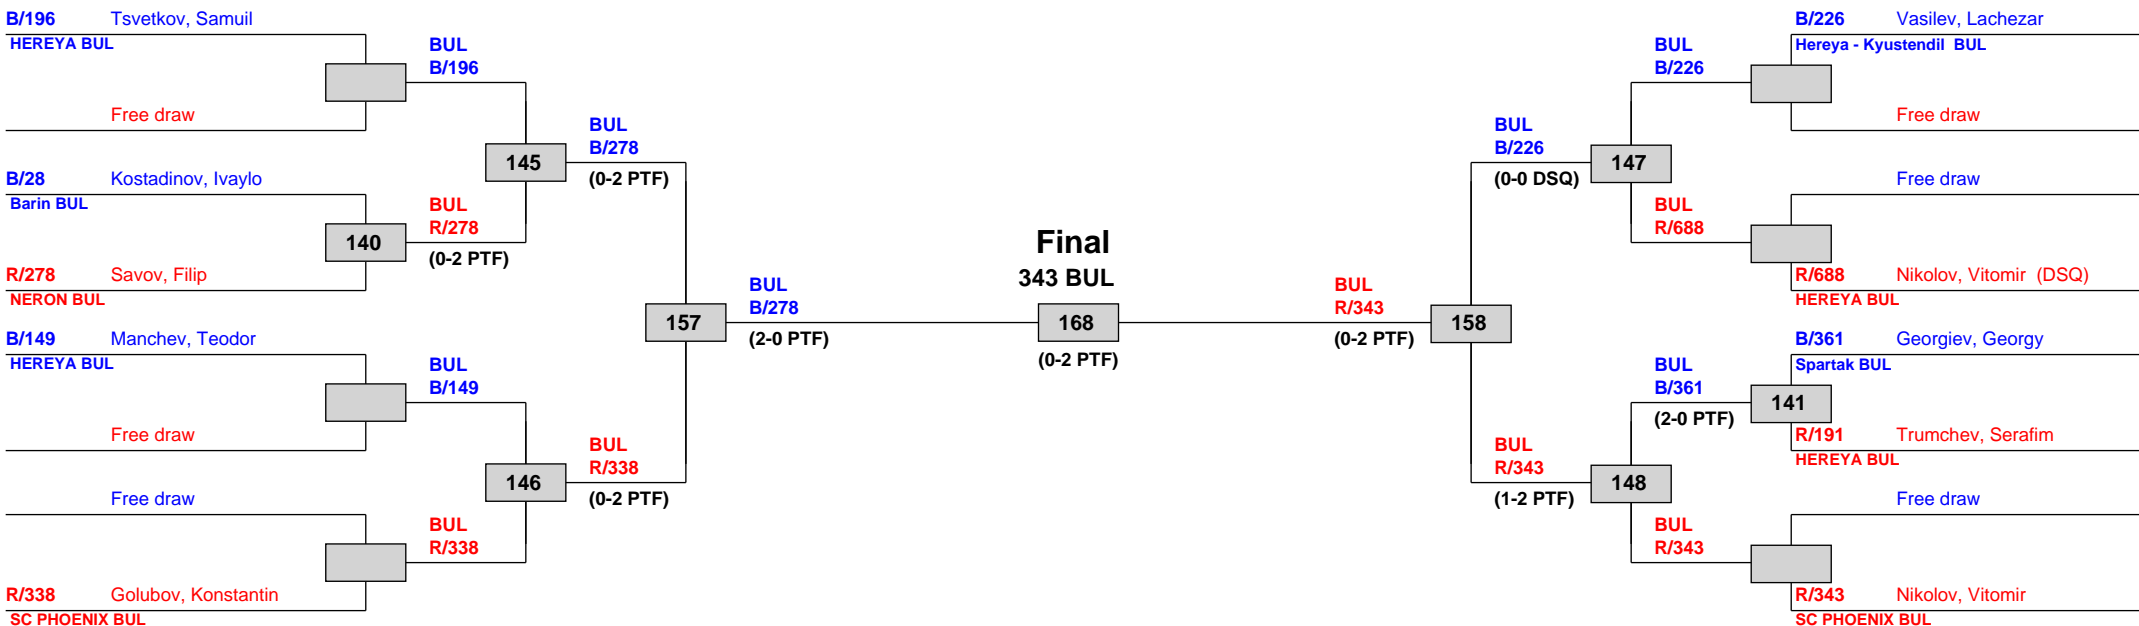 B/196 Tsvetkov, Samuil
HEREYA BUL
Free draw
B/28 Kostadinov, Ivaylo
Barin BUL
R/278 Savov, Filip
NERON BUL
B/149 Manchev, Teodor
HEREYA BUL
Free draw
Free draw
R/338 Golubov, Konstantin
SC PHOENIX BUL
BUL
B/196
140
BUL
R/278
(0-2 PTF)
BUL
B/149
BUL
R/338
145
BUL
B/278
(0-2 PTF)
146
BUL
R/338
(0-2 PTF)
157
BUL
B/278
(2-0 PTF)
Final
343 BUL
168
(0-2 PTF)
BUL
R/343
(0-2 PTF)
158
BUL
B/226
(0-0 DSQ)
147
BUL
R/343
(1-2 PTF)
148
BUL
B/226
BUL
R/688
BUL
B/361
(2-0 PTF)
141
BUL
R/343
B/226 Vasilev, Lachezar
Hereya - Kyustendil BUL
Free draw
Free draw
R/688 Nikolov, Vitomir (DSQ)
HEREYA BUL
B/361 Georgiev, Georgy
Spartak BUL
R/191 Trumchev, Serafim
HEREYA BUL
Free draw
R/343 Nikolov, Vitomir
SC PHOENIX BUL